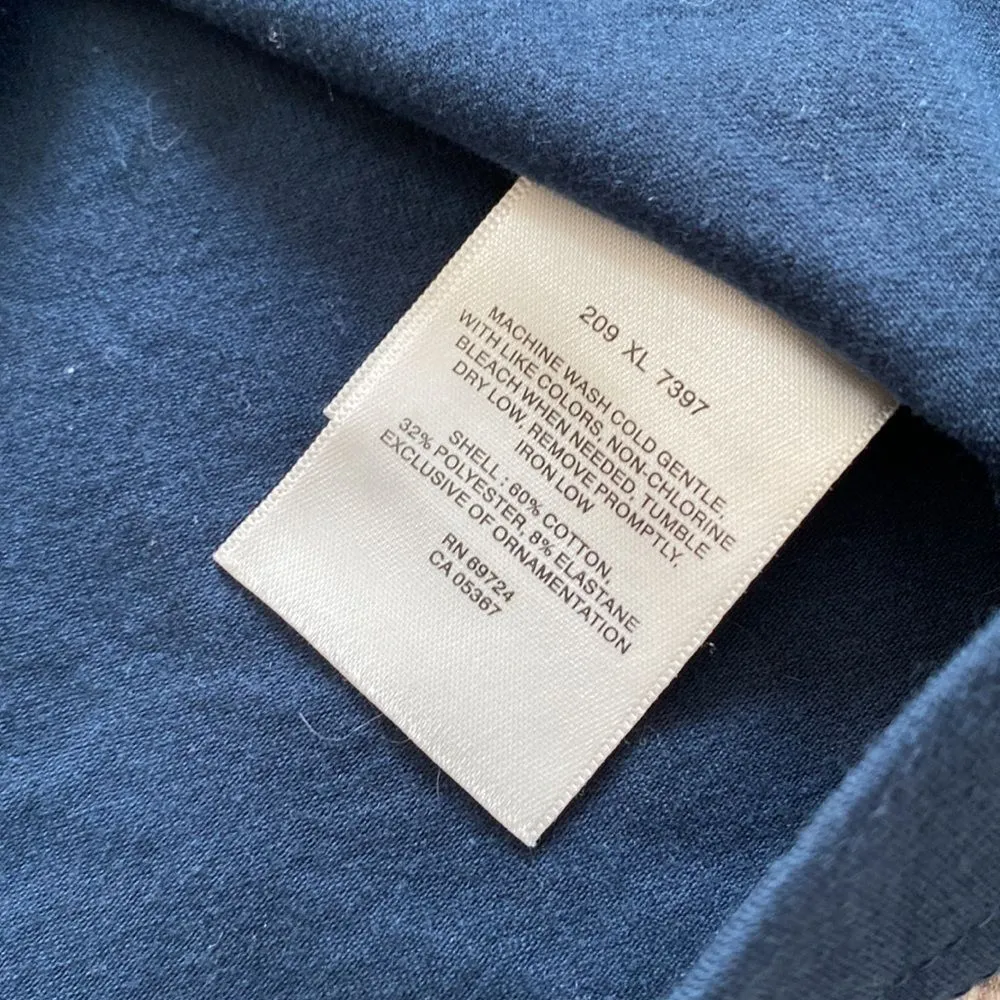 209 XL 7397
MACHINE WASH COLD GENTLE,
WITH LIKE COLORS, NON-CHLORINE
BLEACH WHEN NEEDED, TUMBLE
DRY LOW, REMOVE PROMPTLY,
IRON LOW
SHELL : 60% COTTON,
32% POLYESTER, 8% ELASTANE
EXCLUSIVE OF ORNAMENTATION
RN 69724
CA 05367